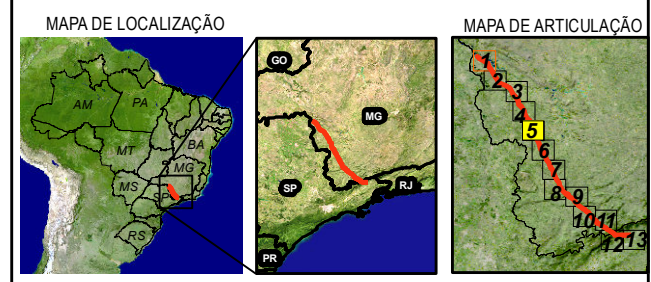 MAPA DE LOCALIZAÇÃO
AM
PA
MT
BA
MG
MS
SP
RS
GO
MG
SP
RJ
PR
MAPA DE ARTICULAÇÃO
1
2
3
4
5
6
7
8
9
10
11
12
13